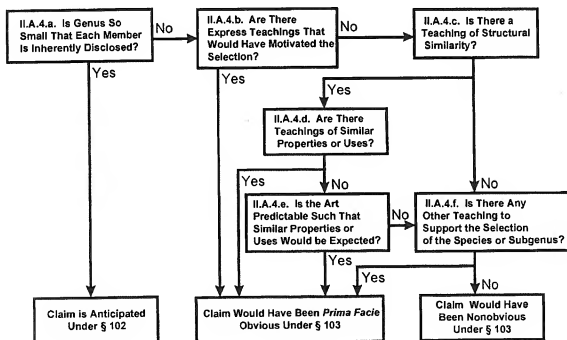 II.A.4.a. Is Genus So
Small That Each Member
Is Inherently Disclosed?
No
II.A.4.b. Are There
Express Teachings That
Would Have Motivated the
Selection?
No
II.A.4.c. Is There a
Teaching of Structural
Similarity?
Yes
Yes
Yes
No
II.A.4.d. Are There
Teachings of Similar
Properties or Uses?
Yes
No
II.A.4.e. Is the Art
Predictable Such That
Similar Properties or
Uses Would be Expected?
No
II.A.4.f. Is There Any
Other Teaching to
Support the Selection
of the Species or Subgenus?
Yes
Yes
No
Claim is Anticipated
Under § 102
Claim Would Have Been Prima Facie
Obvious Under § 103
Claim Would Have
Been Nonobvious
Under § 103